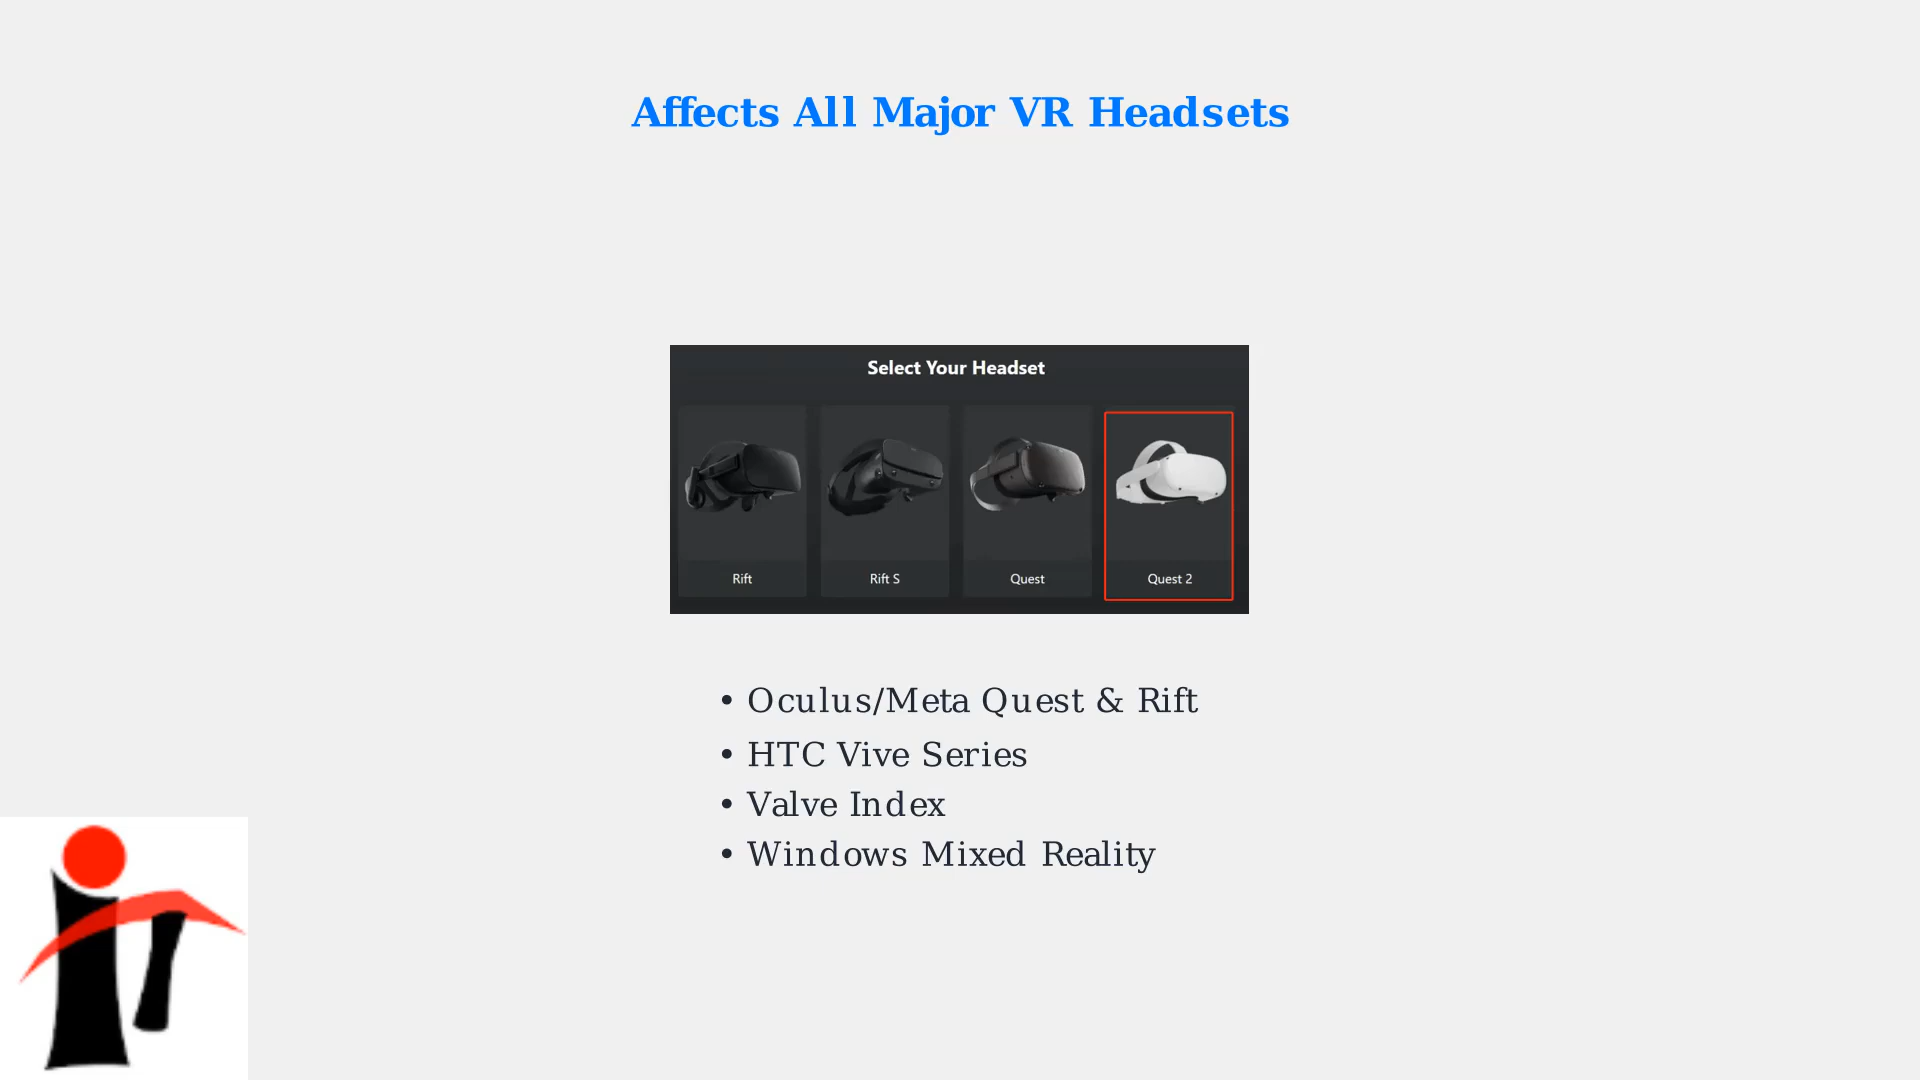 Affects All Major VR Headsets
Select Your Headset
Rift
Rift S
Quest
Quest 2
• Oculus/Meta Quest & Rift
• HTC Vive Series
• Valve Index
• Windows Mixed Reality